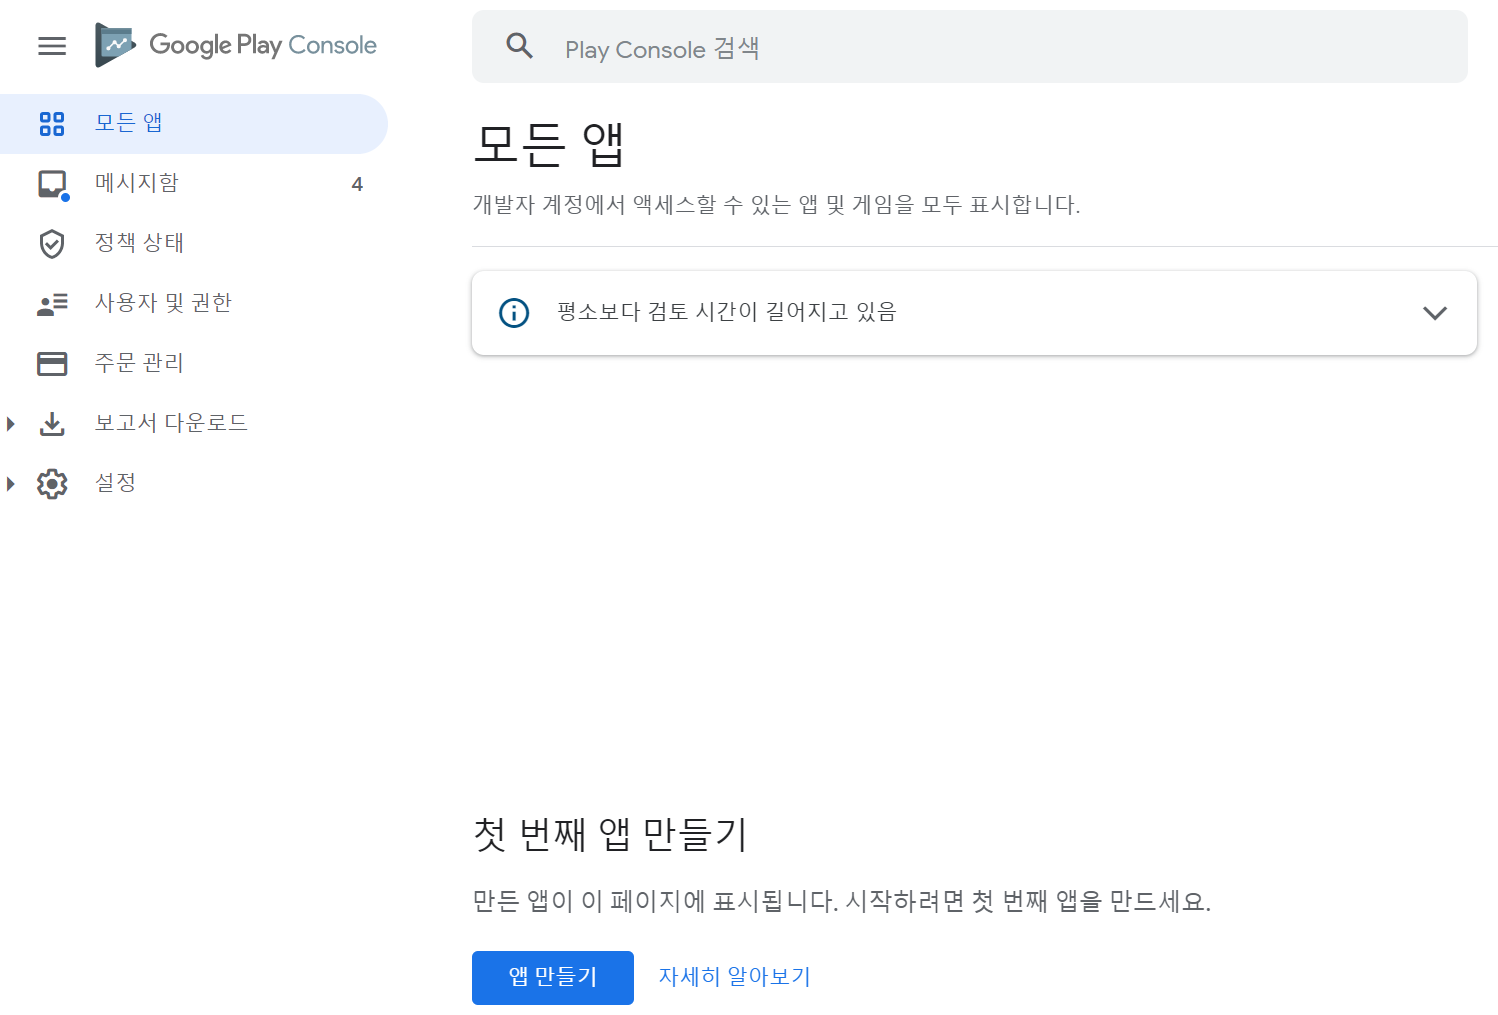 Google Play Console
Play Console 검색
모든 앱
메시지함 4
정책 상태
사용자 및 권한
주문 관리
보고서 다운로드
설정
모든 앱
개발자 계정에서 액세스할 수 있는 앱 및 게임을 모두 표시합니다.
평소보다 검토 시간이 길어지고 있음
첫 번째 앱 만들기
만든 앱이 이 페이지에 표시됩니다. 시작하려면 첫 번째 앱을 만드세요.
앱 만들기 자세히 알아보기